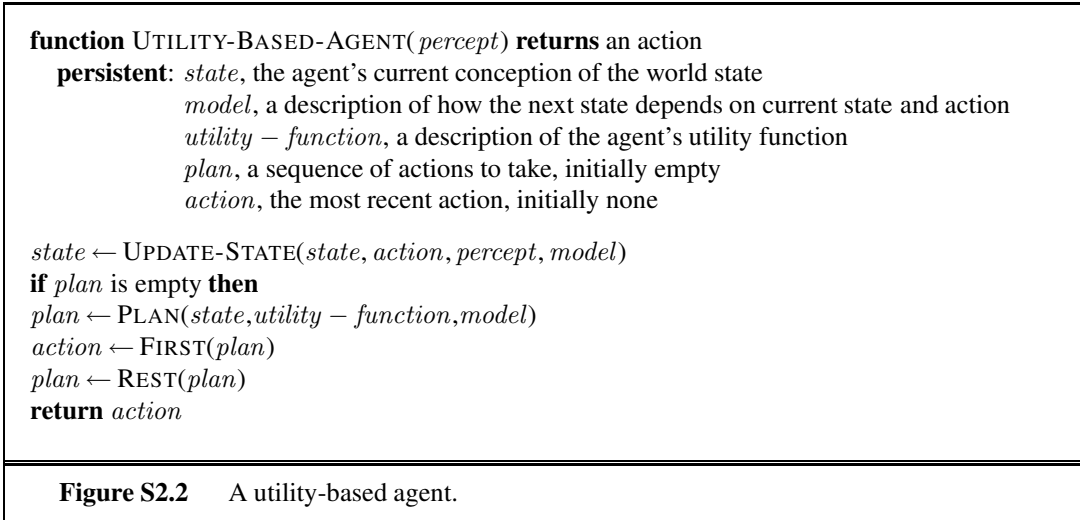 function UTILITY-BASED-AGENT(percept) returns an action
persistent: state, the agent's current conception of the world state
model, a description of how the next state depends on current state and action
utility − function, a description of the agent's utility function
plan, a sequence of actions to take, initially empty
action, the most recent action, initially none
state ← UPDATE-STATE(state, action, percept, model)
if plan is empty then
plan ← PLAN(state,utility − function,model)
action ← FIRST(plan)
plan ← REST(plan)
return action
Figure S2.2 A utility-based agent.